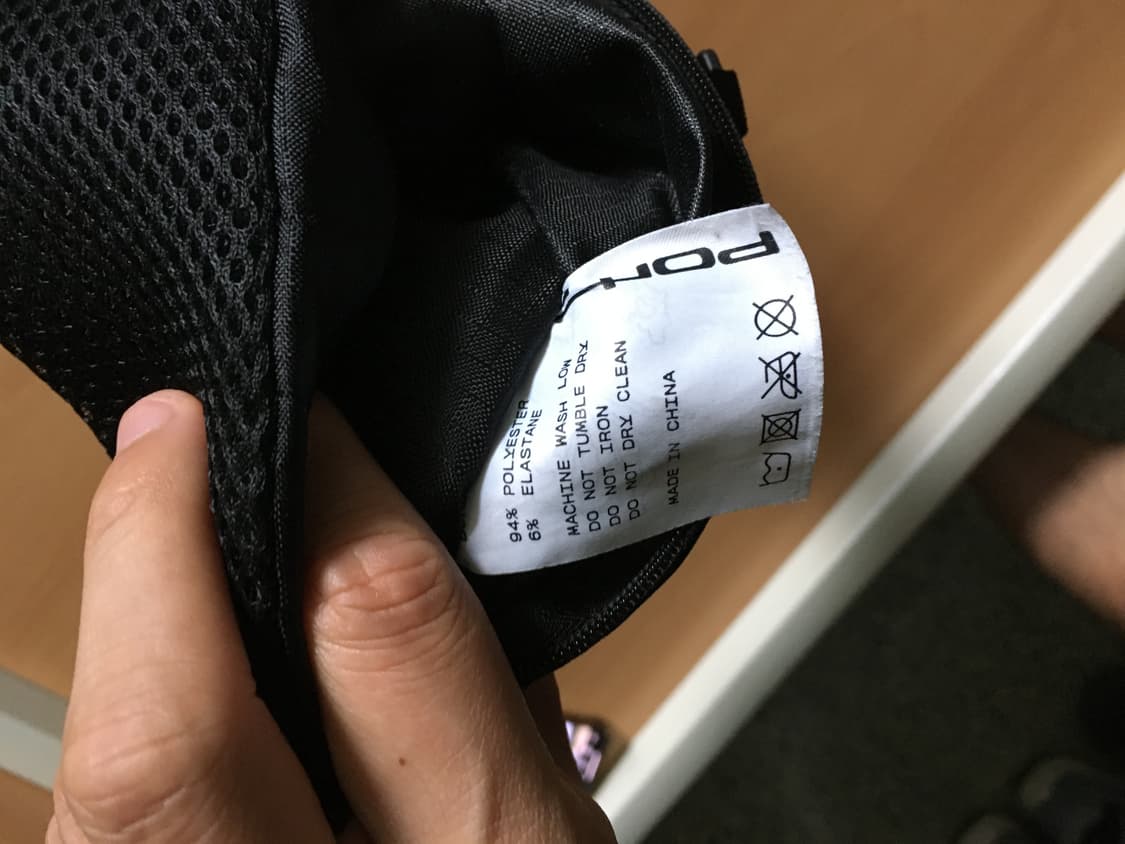 94% POLYESTER
6% ELASTANE
MACHINE WASH LOW
DO NOT TUMBLE DRY
DO NOT IRON
DO NOT DRY CLEAN
MADE IN CHINA